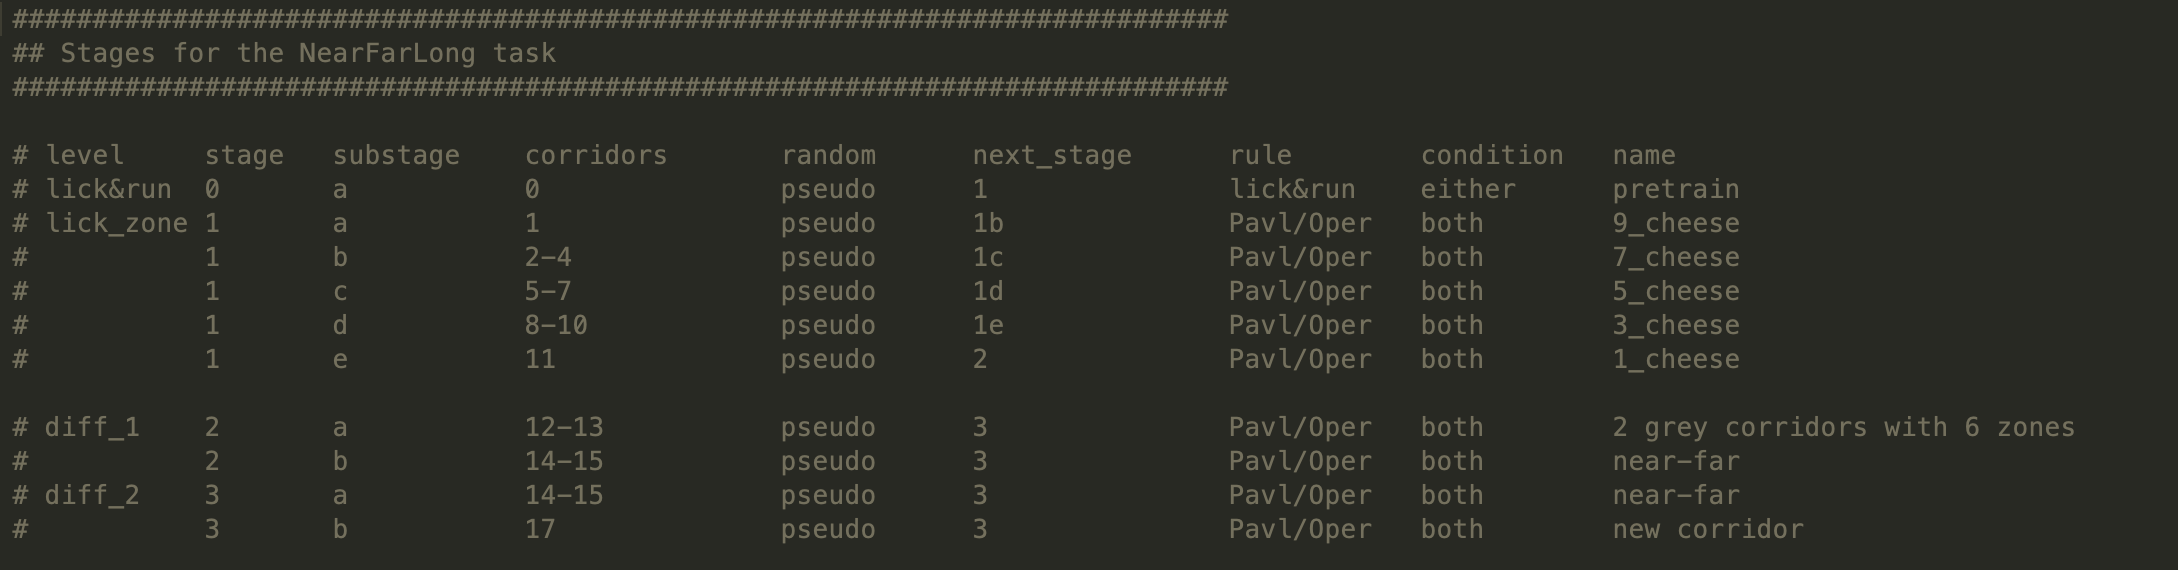 ############################################################################
## Stages for the NearFarLong task
############################################################################
# level     stage   substage    corridors       random      next_stage      rule        condition   name
# lick&run  0       a           0               pseudo      1               lick&run    either      pretrain
# lick_zone 1       a           1               pseudo      1b              Pavl/Oper   both        9_cheese
#           1       b           2-4             pseudo      1c              Pavl/Oper   both        7_cheese
#           1       c           5-7             pseudo      1d              Pavl/Oper   both        5_cheese
#           1       d           8-10            pseudo      1e              Pavl/Oper   both        3_cheese
#           1       e           11              pseudo      2               Pavl/Oper   both        1_cheese
# diff_1    2       a           12-13           pseudo      3               Pavl/Oper   both        2 grey corridors with 6 zones
#           2       b           14-15           pseudo      3               Pavl/Oper   both        near-far
# diff_2    3       a           14-15           pseudo      3               Pavl/Oper   both        near-far
#           3       b           17              pseudo      3               Pavl/Oper   both        new corridor